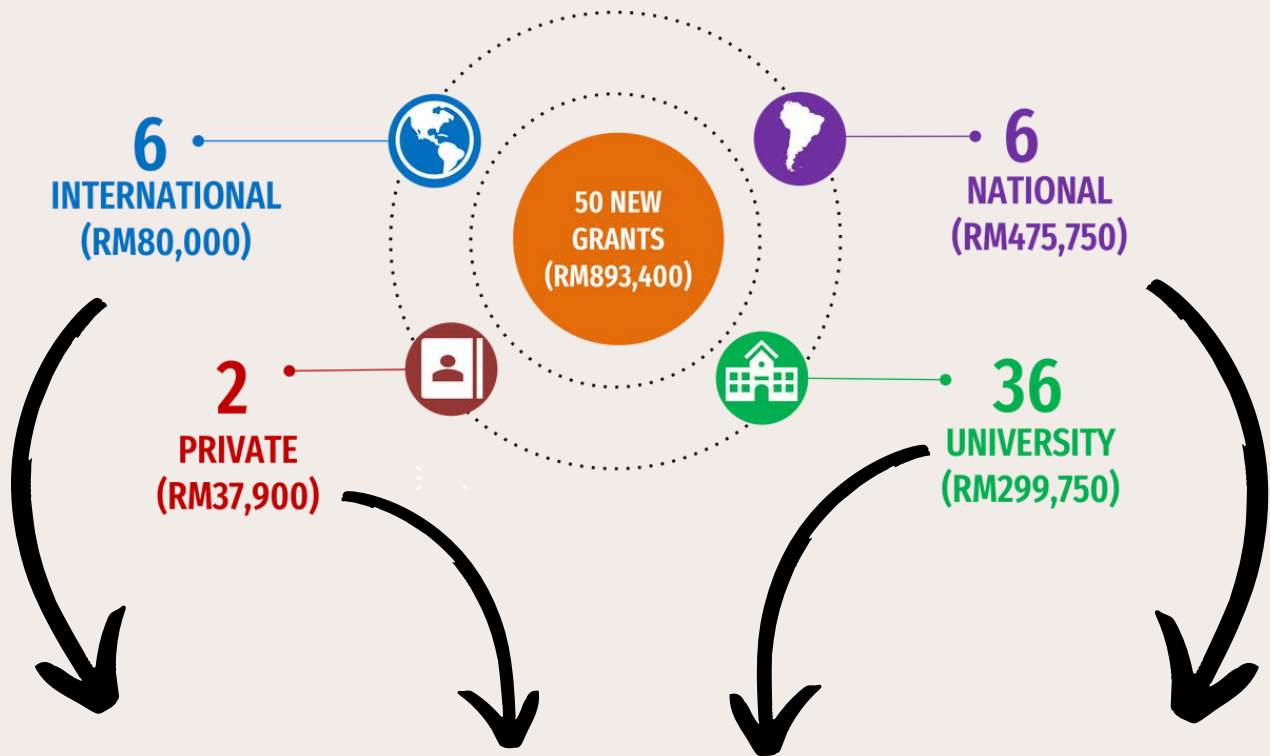 6
INTERNATIONAL
(RM80,000)
50 NEW
GRANTS
(RM893,400)
6
NATIONAL
(RM475,750)
2
PRIVATE
(RM37,900)
36
UNIVERSITY
(RM299,750)